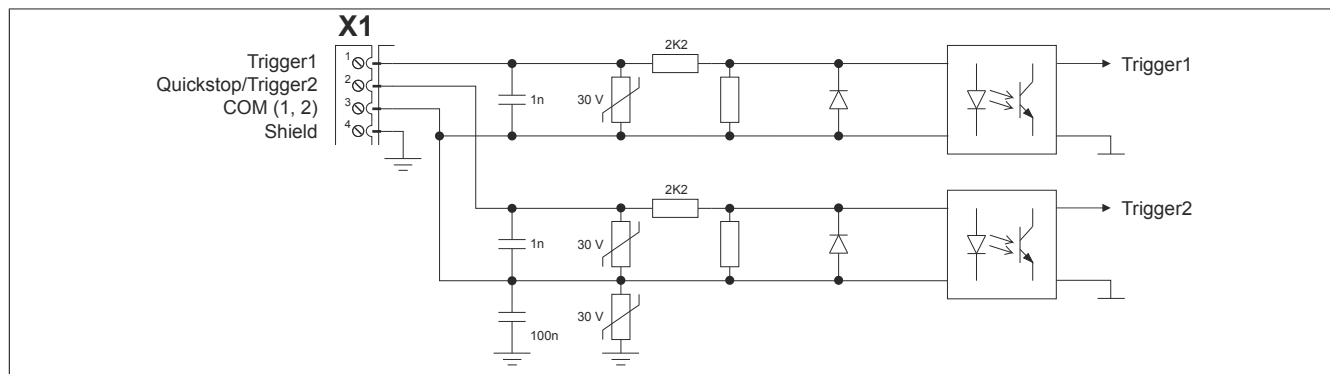 X1
Trigger1
Quickstop/Trigger2
COM (1, 2)
Shield
1
2
3
4
2K2
1n
30 V
Trigger1
2K2
1n
30 V
Trigger2
100n
30 V